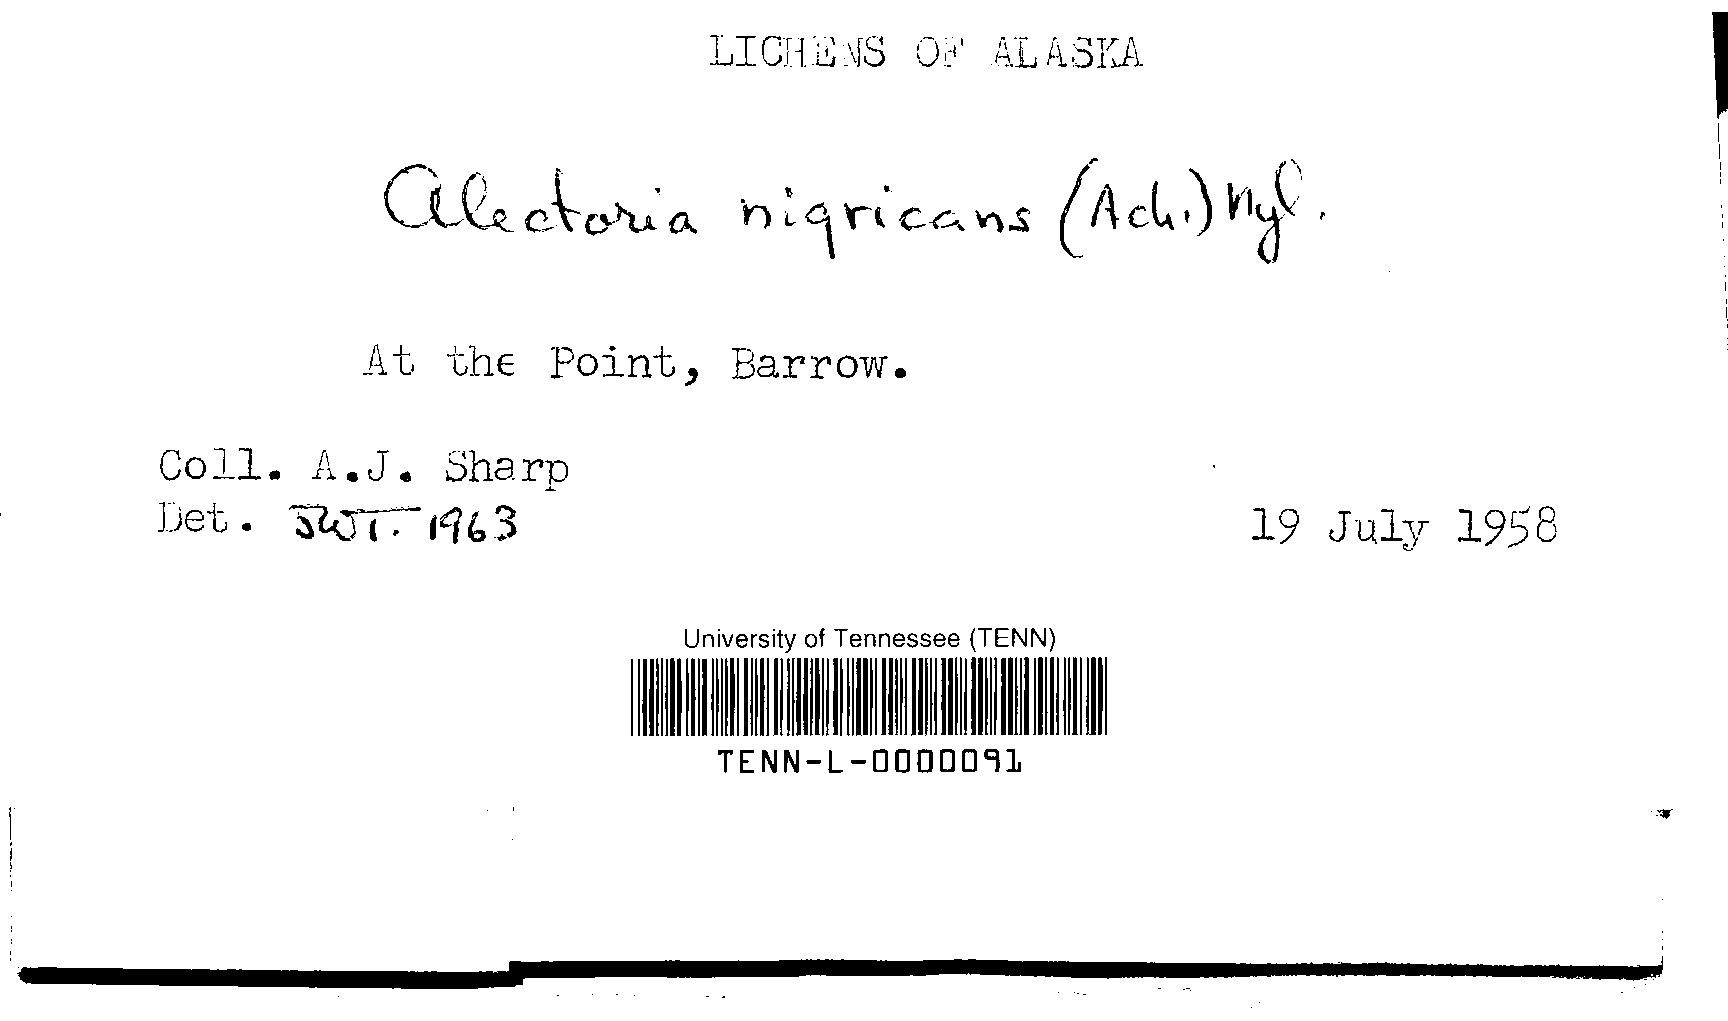 LICHENS OF ALASKA
Alectoria nigricans (Ach.) Nyl.
At the Point, Barrow.
Coll. A.J. Sharp
Det. JWT. 1963
19 July 1958
University of Tennessee (TENN)
TENN-L-0000091